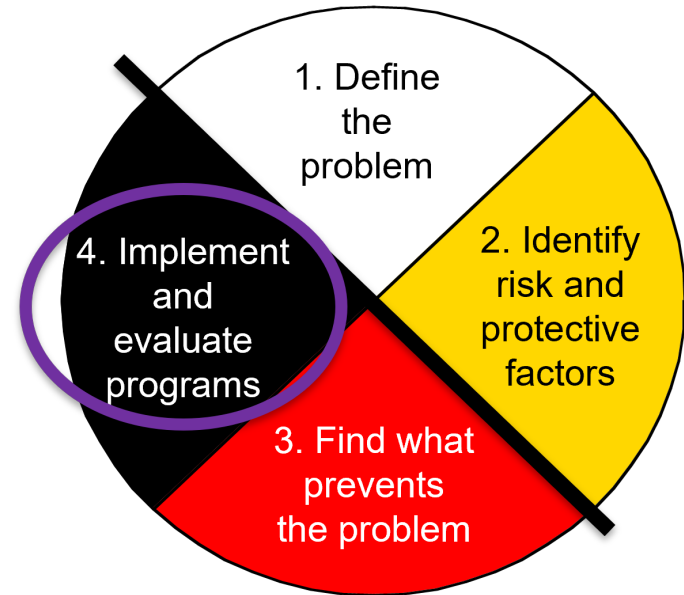 1. Define
the
problem
2. Identify
risk and
protective
factors
3. Find what
prevents
the problem
4. Implement
and
evaluate
programs